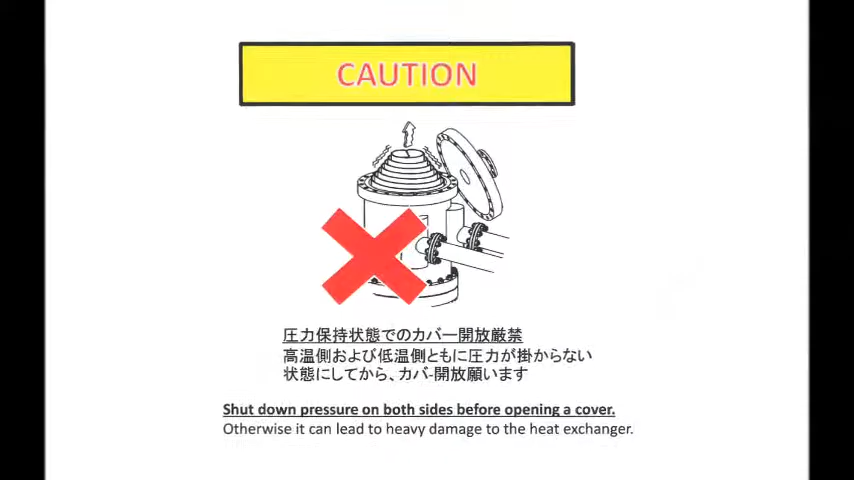 CAUTION
圧力保持状態でのカバー開放厳禁
高温側および低温側ともに圧力が掛からない
状態にしてから、カバ-開放願います
Shut down pressure on both sides before opening a cover.
Otherwise it can lead to heavy damage to the heat exchanger.